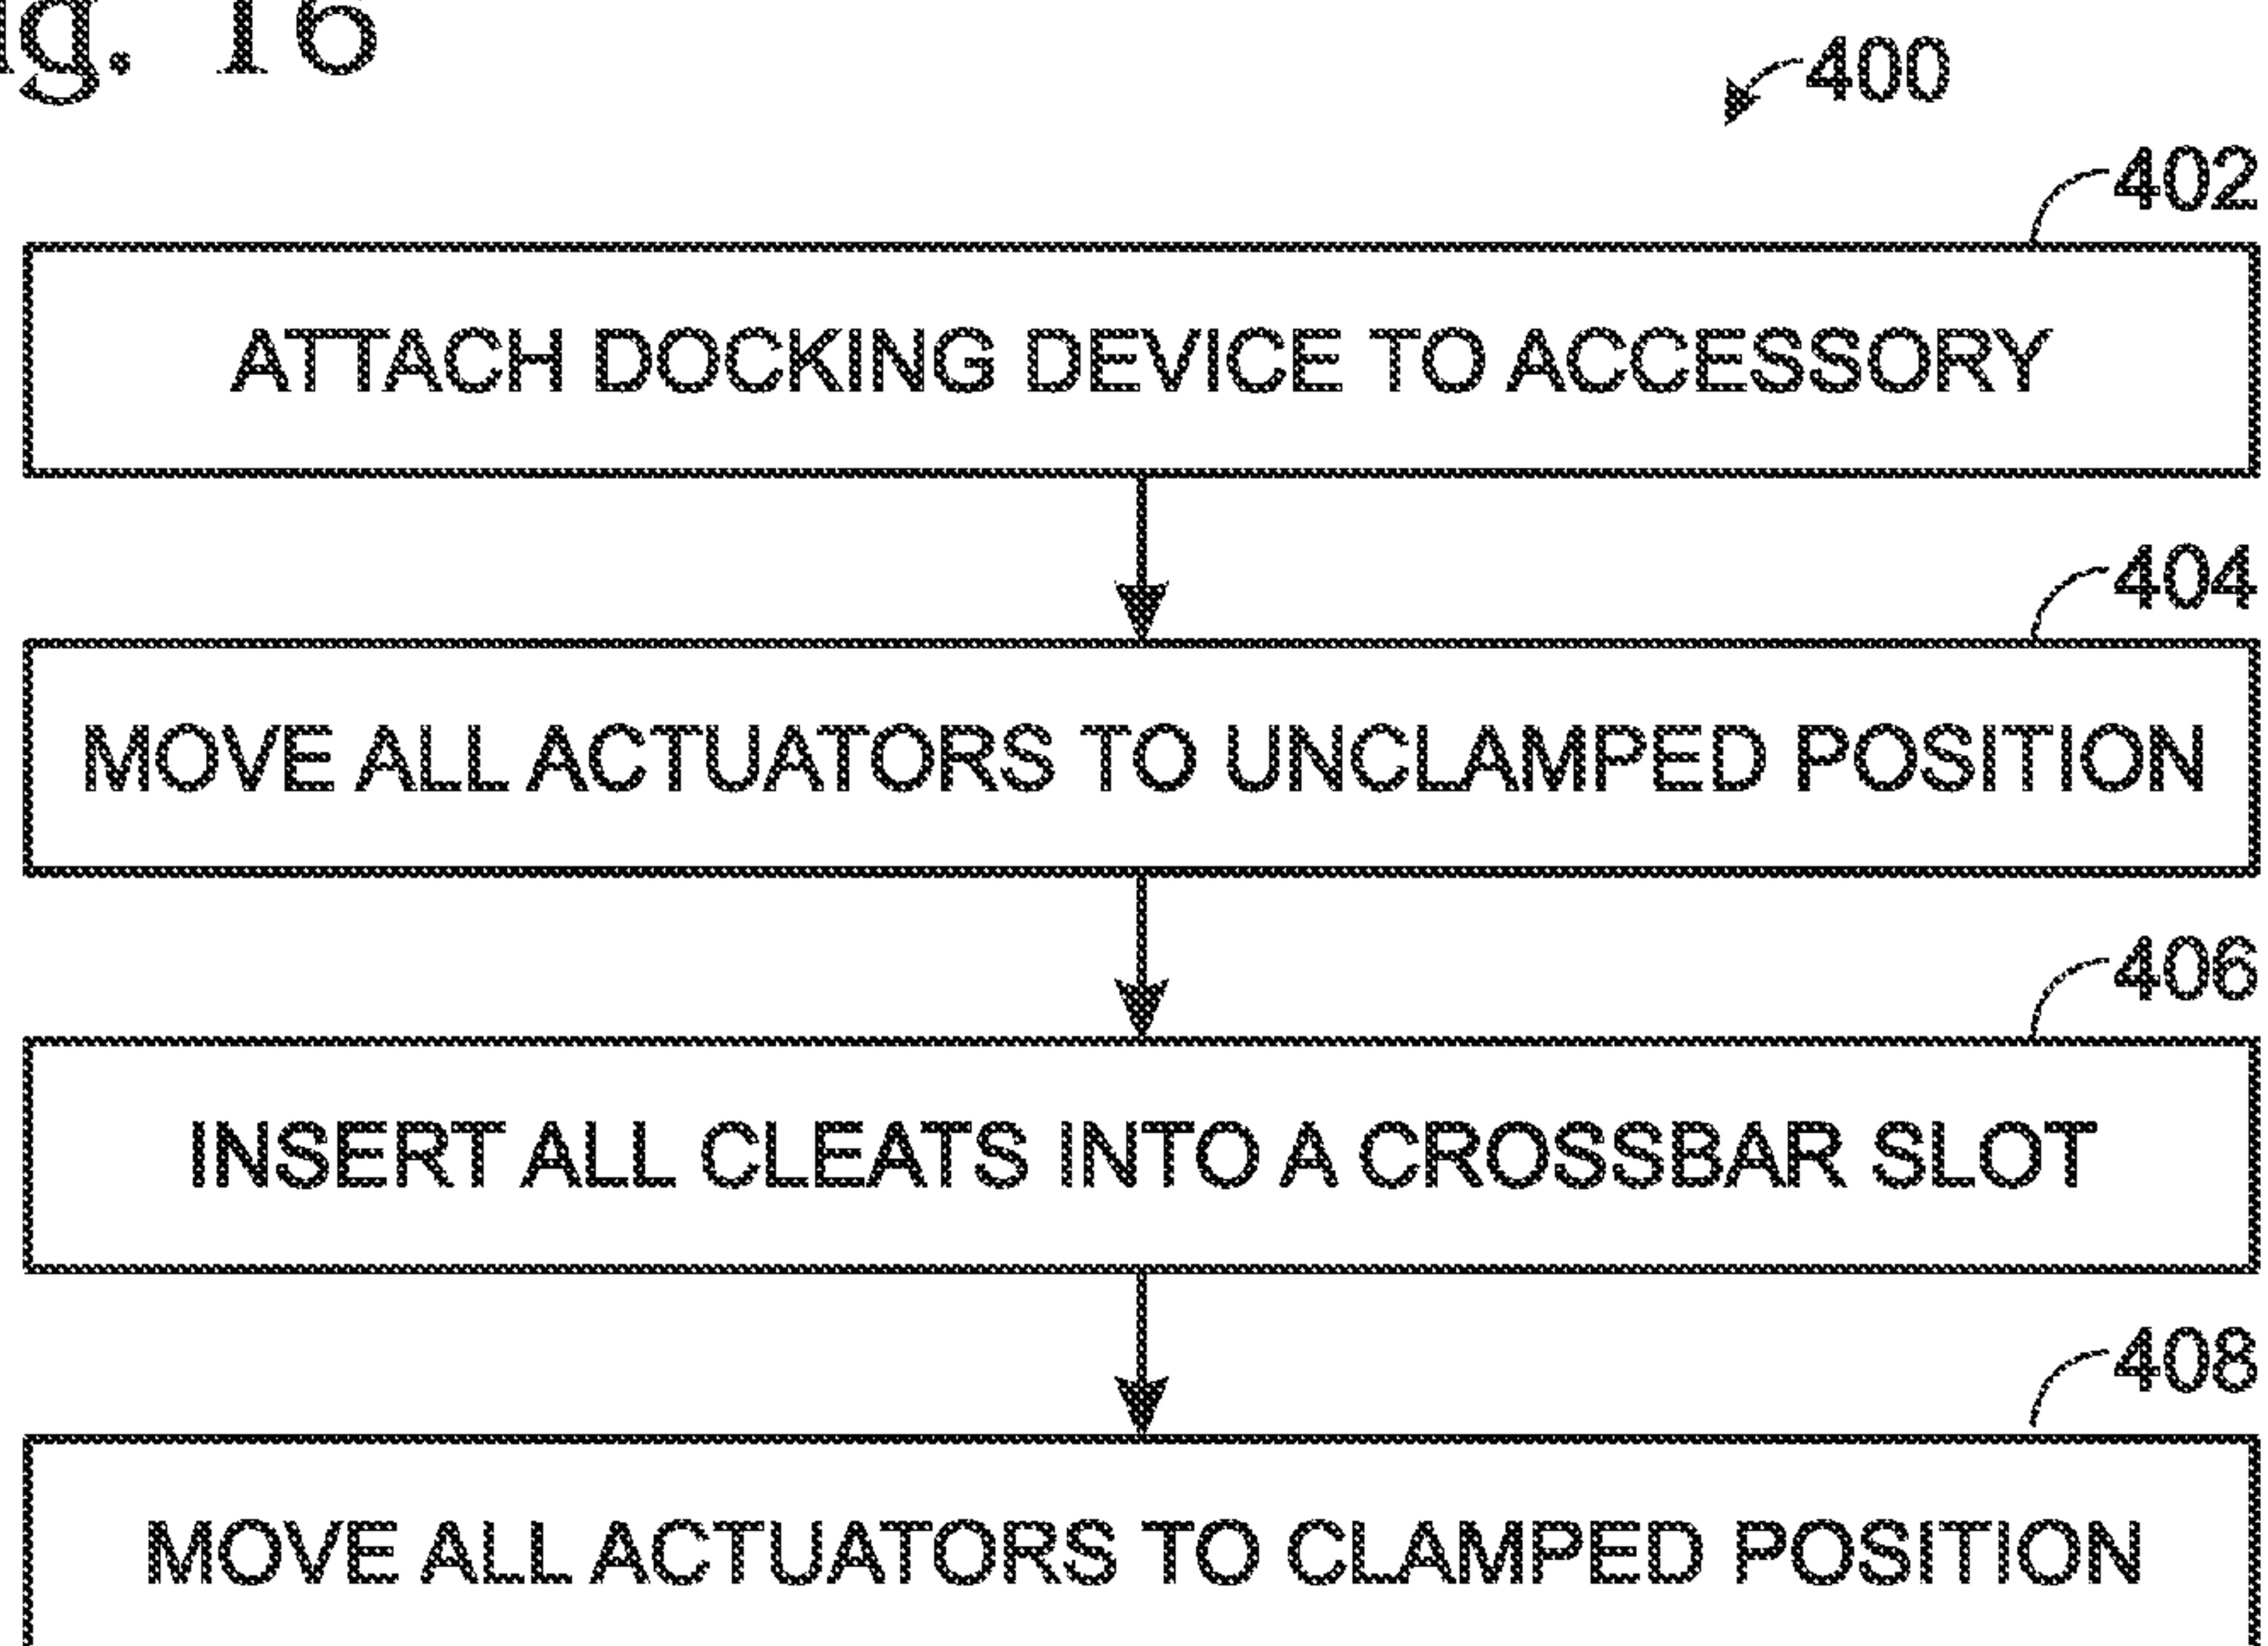 g. 16
400
402
ATTACH DOCKING DEVICE TO ACCESSORY
404
MOVE ALL ACTUATORS TO UNCLAMPED POSITION
406
INSERT ALL CLEATS INTO A CROSSBAR SLOT
408
MOVE ALL ACTUATORS TO CLAMPED POSITION